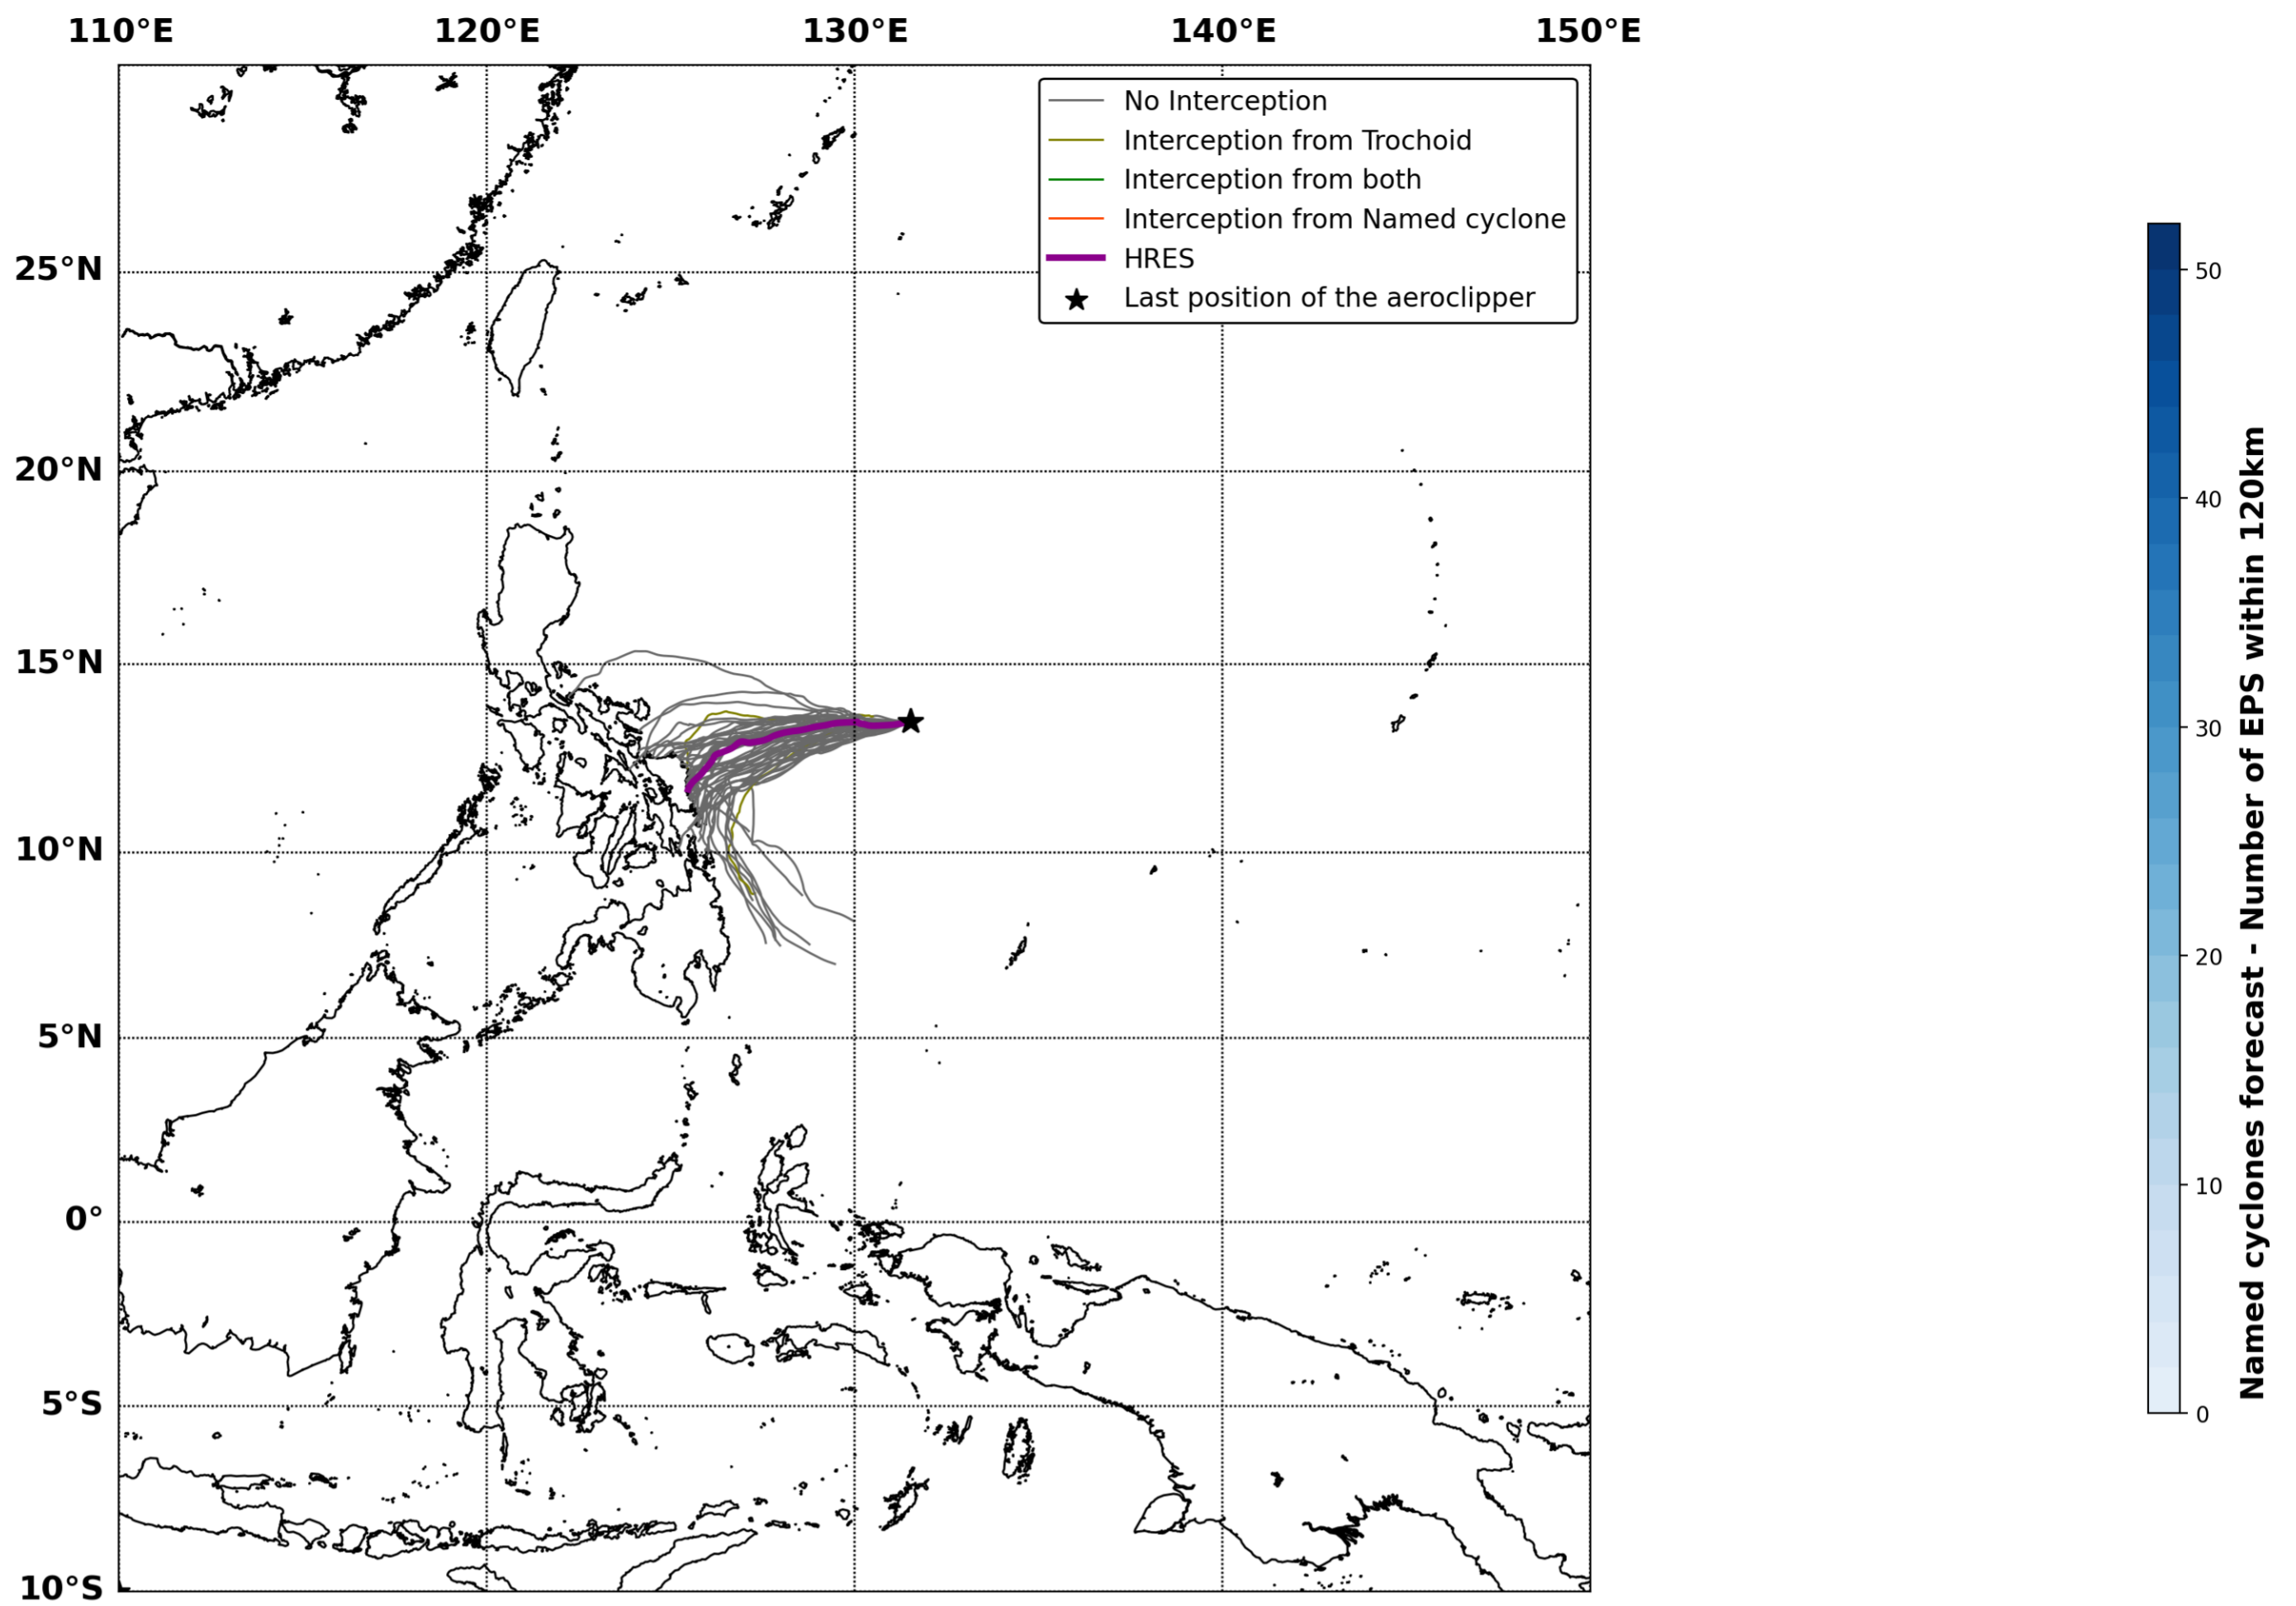 110°E 120°E 130°E 140°E 150°E
No Interception
Interception from Trochoid
Interception from both
Interception from Named cyclone
HRES
Last position of the aeroclipper
25°N
20°N
15°N
10°N
5°N
0°
5°S
10°S
50
40
30
20
10
0
Named cyclones forecast - Number of EPS within 120km